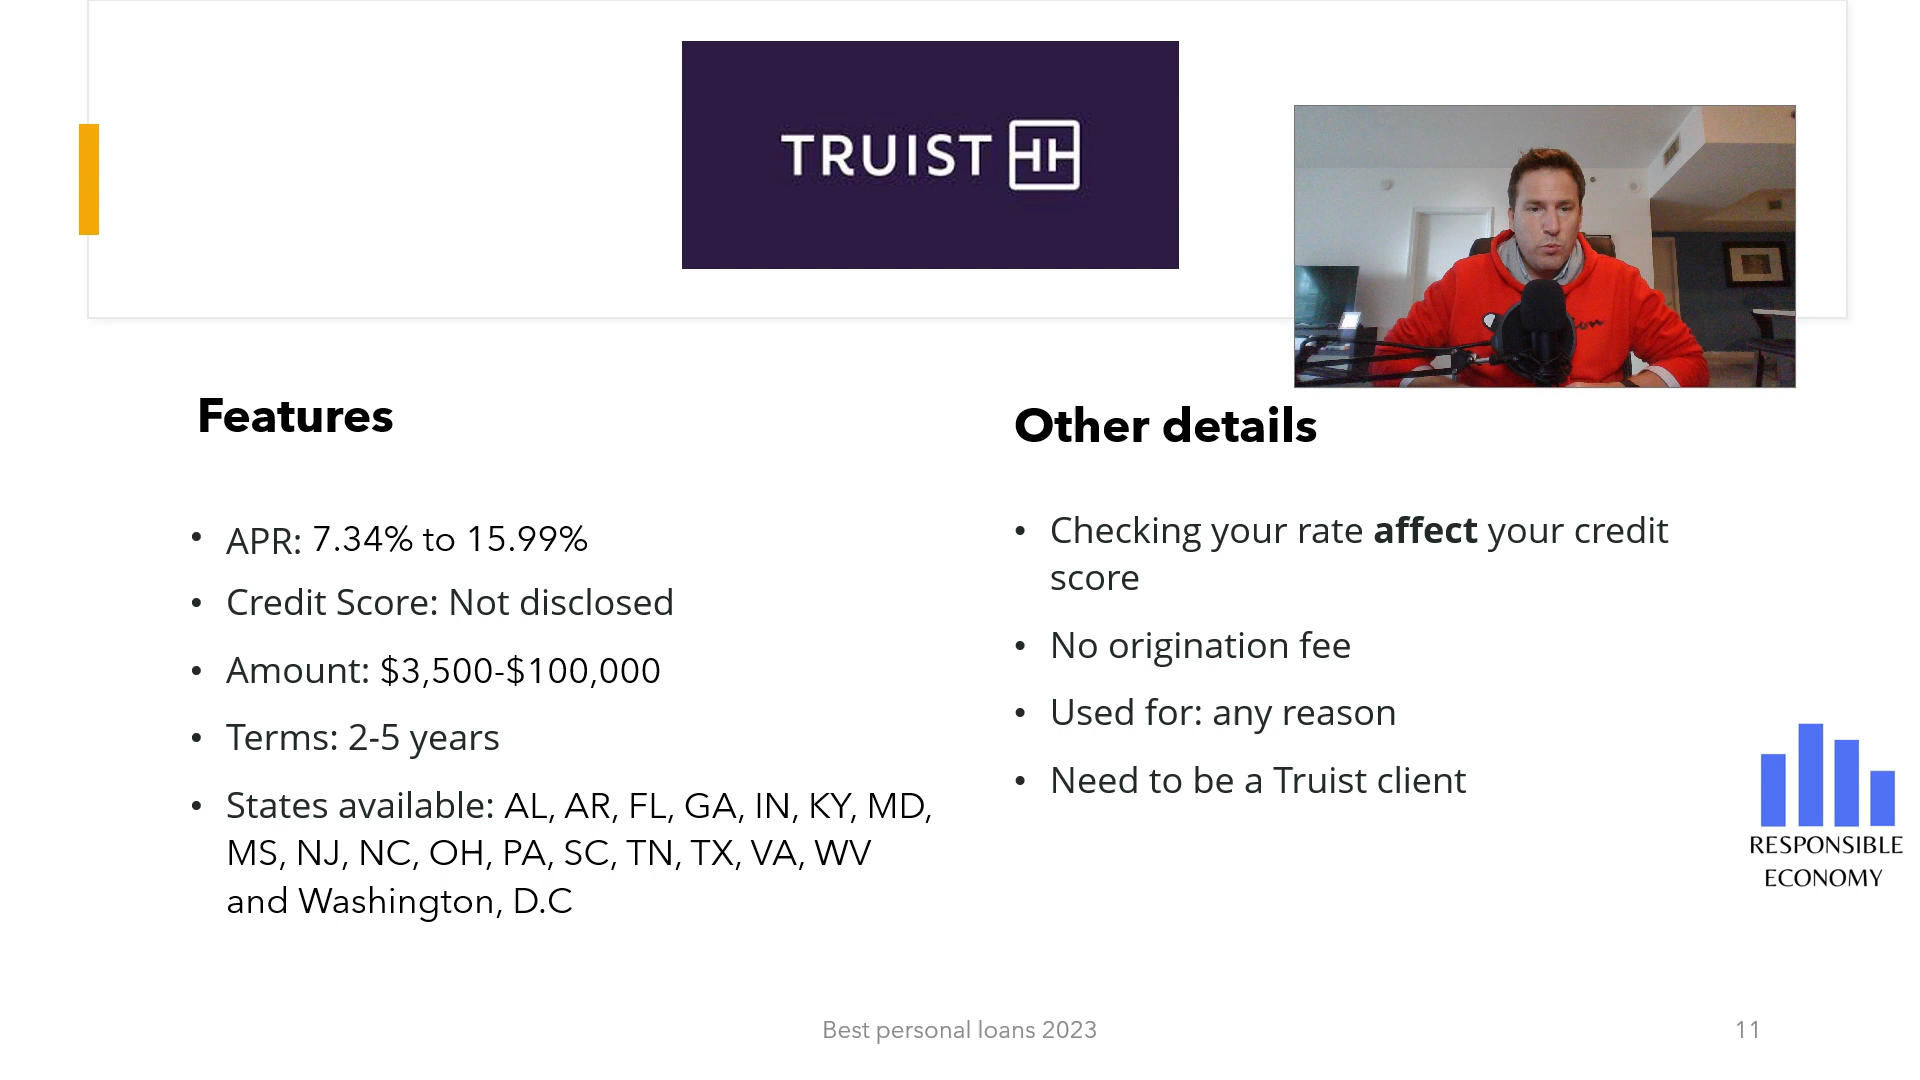 TRUIST
Features
APR: 7.34% to 15.99%
Credit Score: Not disclosed
Amount: $3,500-$100,000
Terms: 2-5 years
States available: AL, AR, FL, GA, IN, KY, MD,
MS, NJ, NC, OH, PA, SC, TN, TX, VA, WV
and Washington, D.C
Other details
Checking your rate affect your credit
score
No origination fee
Used for: any reason
Need to be a Truist client
RESPONSIBLE
ECONOMY
Best personal loans 2023
11